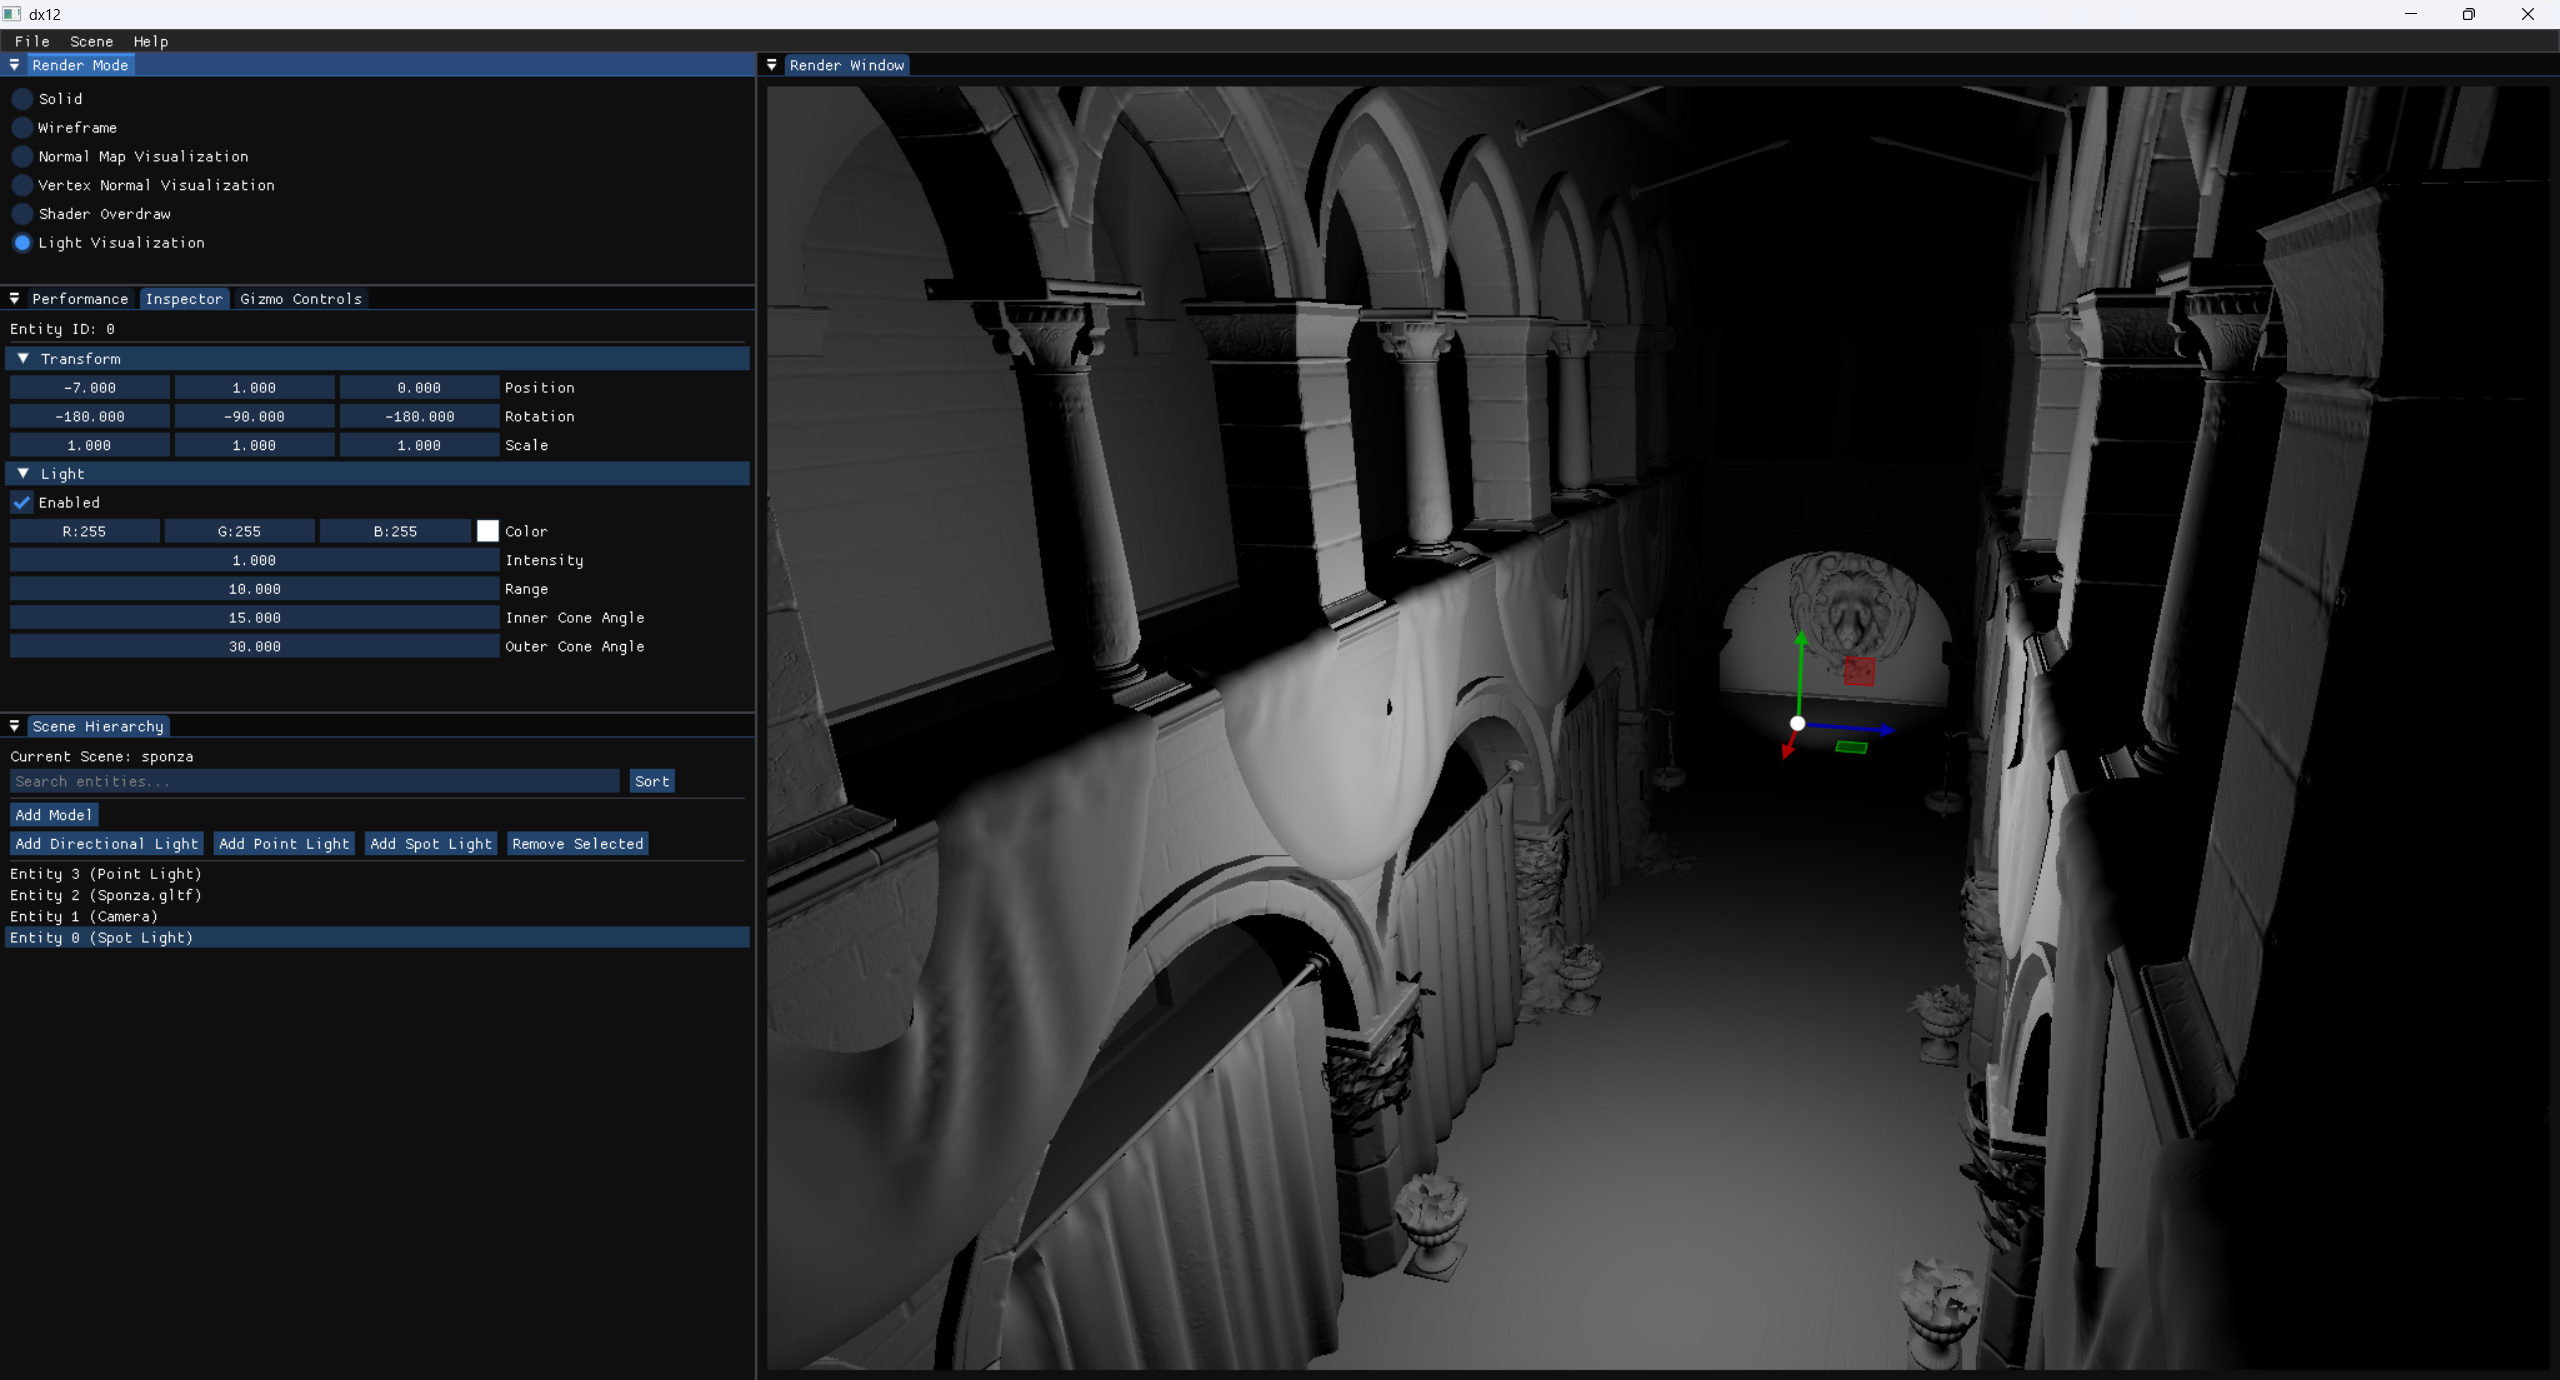 dx12
File Scene Help
Render Mode
Solid
Wireframe
Normal Map Visualization
Vertex Normal Visualization
Shader Overdraw
Light Visualization
Performance Inspector Gizmo Controls
Entity ID: 0
Transform
-7.000 1.000 0.000 Position
-180.000 -90.000 -180.000 Rotation
1.000 1.000 1.000 Scale
Light
Enabled
R:255 G:255 B:255 Color
1.000 Intensity
10.000 Range
15.000 Inner Cone Angle
30.000 Outer Cone Angle
Scene Hierarchy
Current Scene: sponza
Search entities... Sort
Add Model
Add Directional Light Add Point Light Add Spot Light Remove Selected
Entity 3 (Point Light)
Entity 2 (Sponza.gltf)
Entity 1 (Camera)
Entity 0 (Spot Light)
Render Window